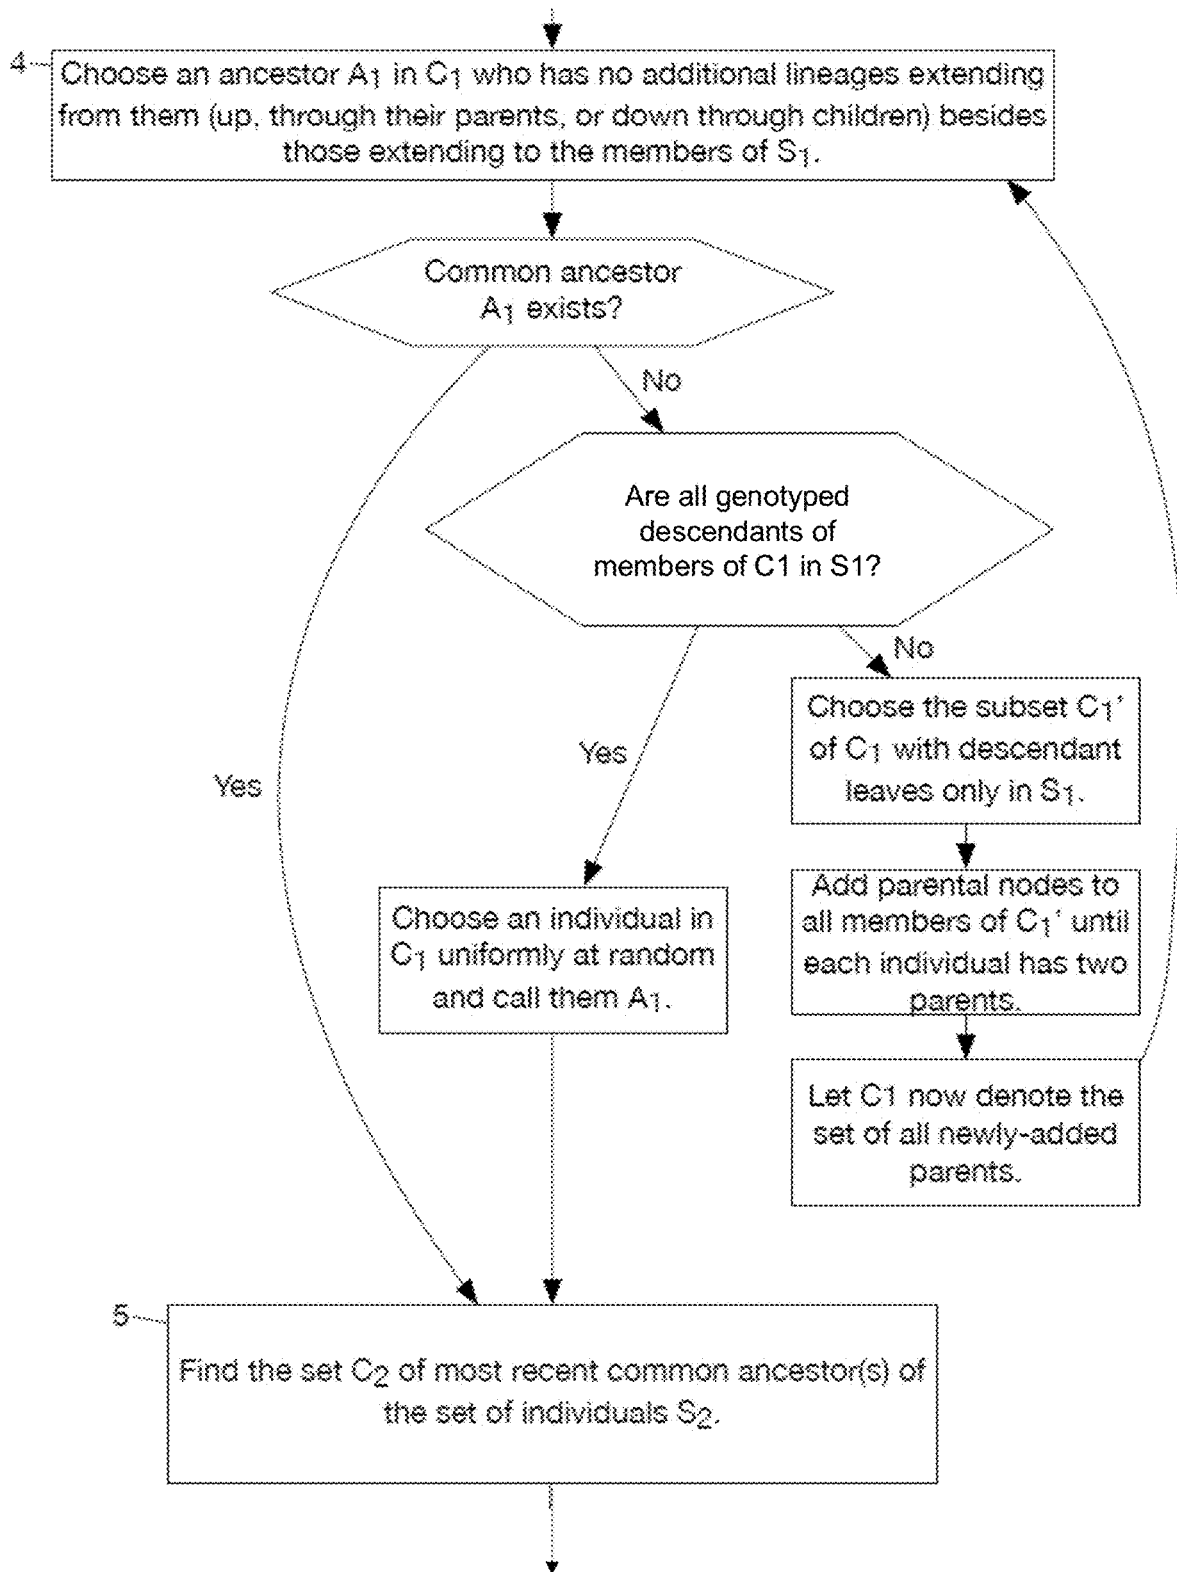 4
Choose an ancestor A1 in C1 who has no additional lineages extending
from them (up, through their parents, or down through children) besides
those extending to the members of S1.
Common ancestor
A1 exists?
No
Are all genotyped
descendants of
members of C1 in S1?
No
Yes
Yes
Choose the subset C1'
of C1 with descendant
leaves only in S1.
Add parental nodes to
all members of C1' until
each individual has two
parents.
Choose an individual in
C1 uniformly at random
and call them A1.
Let C1 now denote the
set of all newly-added
parents.
5
Find the set C2 of most recent common ancestor(s) of
the set of individuals S2.